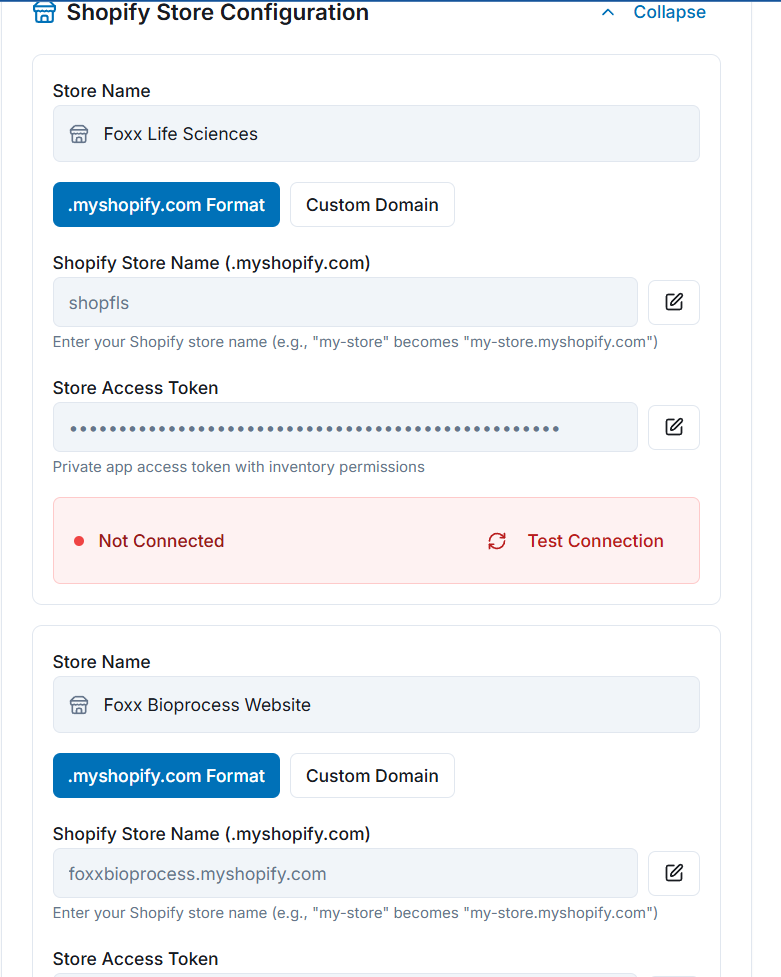 Shopify Store Configuration
Collapse
Store Name
Foxx Life Sciences
.myshopify.com Format
Custom Domain
Shopify Store Name (.myshopify.com)
shopfls
Enter your Shopify store name (e.g., "my-store" becomes "my-store.myshopify.com")
Store Access Token
••••••••••••••••••••••••••••••••••••••••••••••••••
Private app access token with inventory permissions
Not Connected
Test Connection
Store Name
Foxx Bioprocess Website
.myshopify.com Format
Custom Domain
Shopify Store Name (.myshopify.com)
foxxbioprocess.myshopify.com
Enter your Shopify store name (e.g., "my-store" becomes "my-store.myshopify.com")
Store Access Token